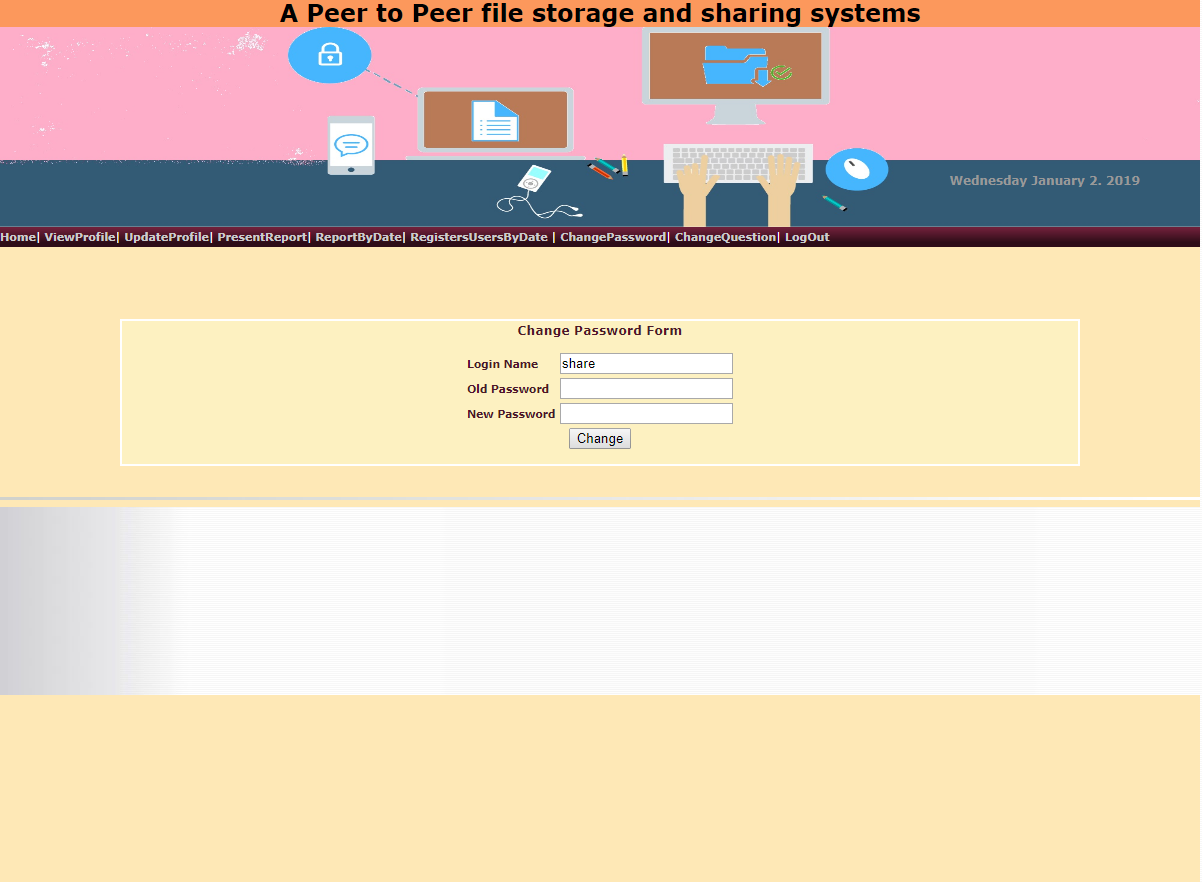 A Peer to Peer file storage and sharing systems
Wednesday January 2. 2019
Home| ViewProfile| UpdateProfile| PresentReport| ReportByDate| RegistersUsersByDate | ChangePassword| ChangeQuestion| LogOut
Change Password Form
Login Name share
Old Password
New Password
Change